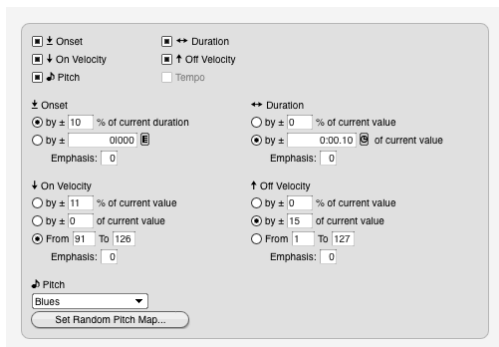 Onset Duration
On Velocity Off Velocity
Pitch Tempo
Onset Duration
by ± 10 % of current duration by ± 0 % of current value
by ± 0|000 E by ± 0:00.10 of current value
Emphasis: 0 Emphasis: 0
On Velocity Off Velocity
by ± 11 % of current value by ± 0 % of current value
by ± 0 of current value by ± 15 of current value
From 91 To 126 From 1 To 127
Emphasis: 0 Emphasis: 0
Pitch
Blues
Set Random Pitch Map...